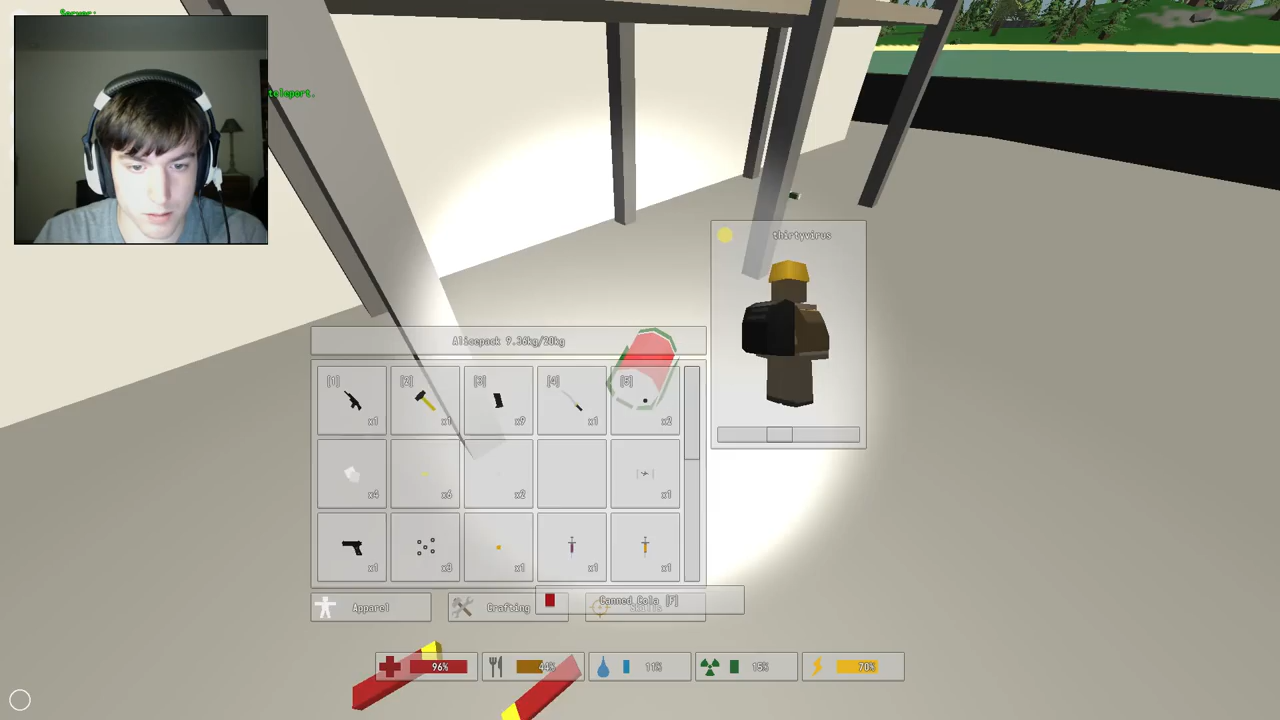 Server:
teleport.
thirtyvirus
Alicepack 9.36kg/20kg
[1]
[2]
[3]
[4]
[5]
x1
x1
x9
x1
x2
x4
x6
x2
x1
x1
x3
x1
x1
x1
Apparel
Crafting
Canned Cola [F]
96%
44%
11%
15%
70%